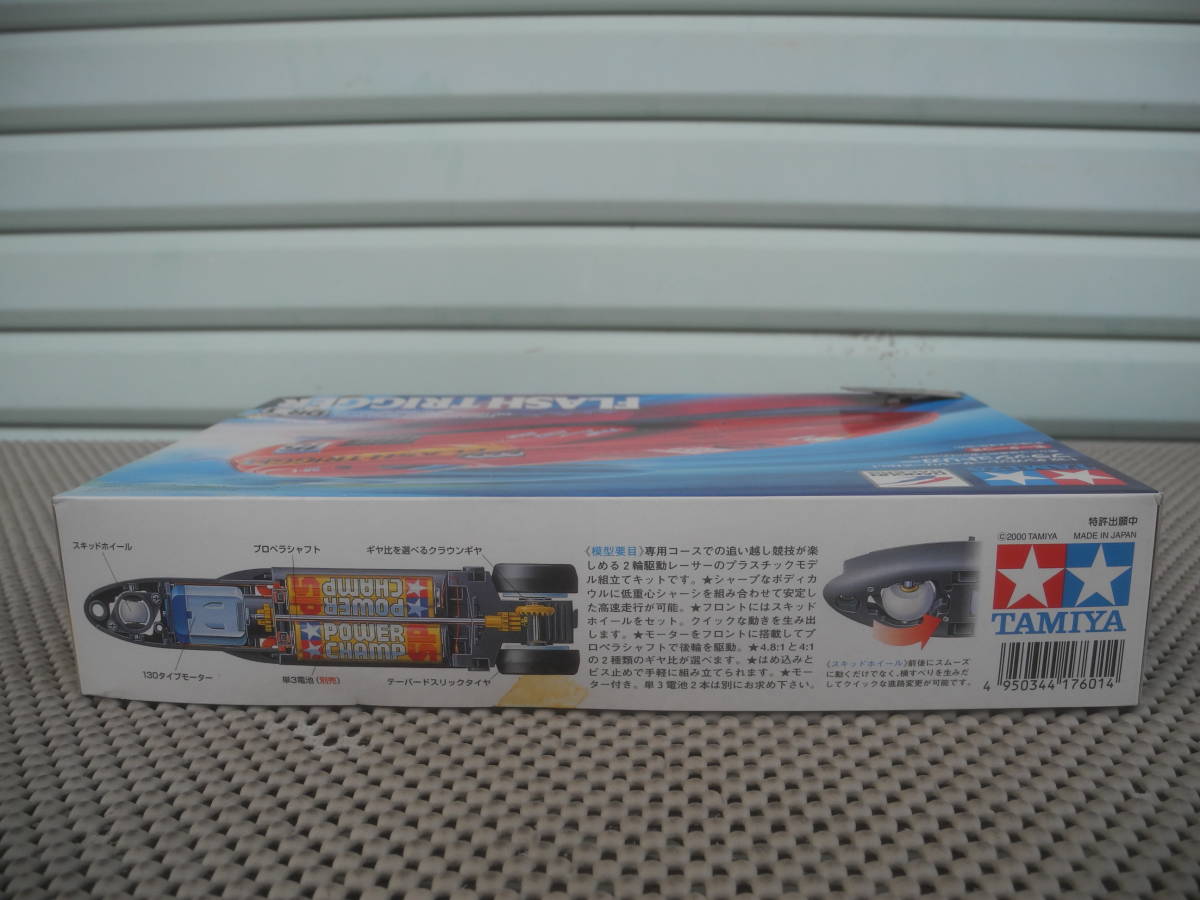 FLASH TRIGGER
スキッドホイール
プロペラシャフト
ギヤ比を選べるクラウンギヤ
POWER CHAMP
POWER
CHAMP
130タイプモーター
単3電池(別売)
テーパードスリックタイヤ
《模型要目》専用コースでの追い越し競技が楽
しめる2輪駆動レーサーのプラスチックモデ
ル組立てキットです。★シャープなボディカ
ウルに低重心シャーシを組み合わせて安定し
た高速走行が可能。★フロントにはスキッド
ホイールをセット。クイックな動きを生み出
します。★モーターをフロントに搭載してプ
ロペラシャフトで後輪を駆動。★4.8:1と4:1
の2種類のギヤ比が選べます。★はめ込みと
ビス止めで手軽に組み立てられます。★モー
ター付き。単3電池2本は別にお求め下さい。
《スキッドホイール》前後にスムーズ
に動くだけでなく、横すべりを生みだ
してクイックな進路変更が可能です。
特許出願中
©2000 TAMIYA MADE IN JAPAN
TAMIYA
4 950344 176014